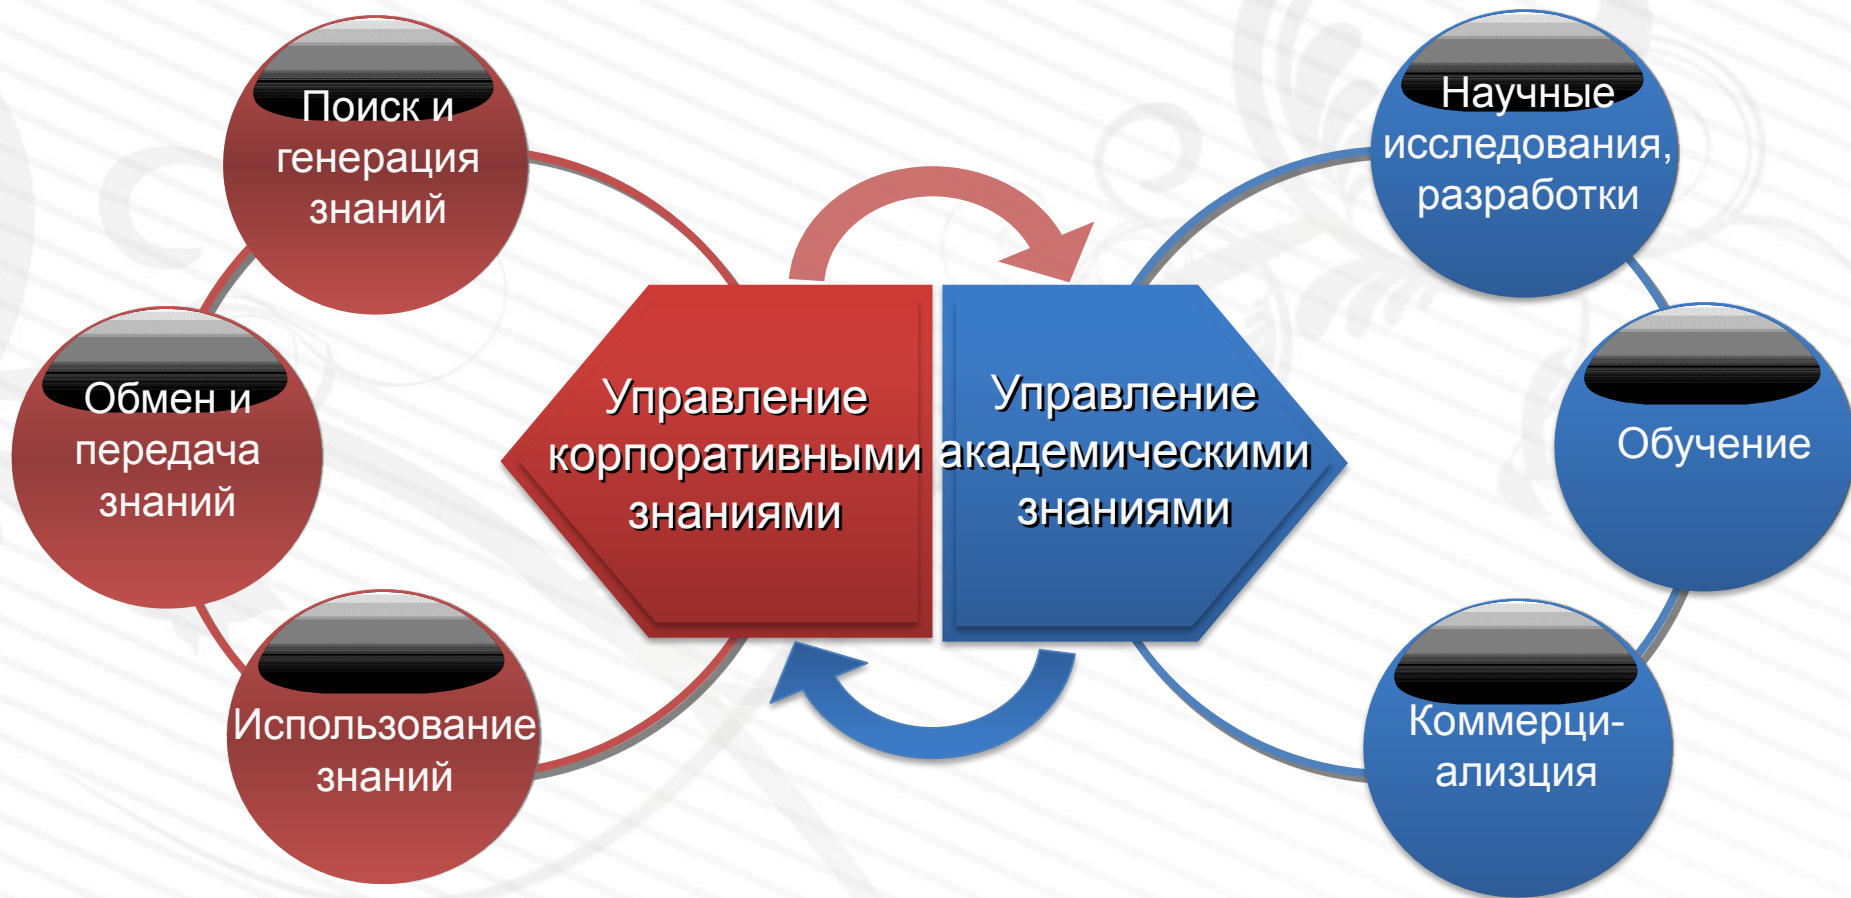 Поиск и
генерация
знаний
Обмен и
передача
знаний
Использование
знаний
Управление
корпоративными
знаниями
Управление
академическими
знаниями
Научные
исследования,
разработки
Обучение
Коммерци-
ализция